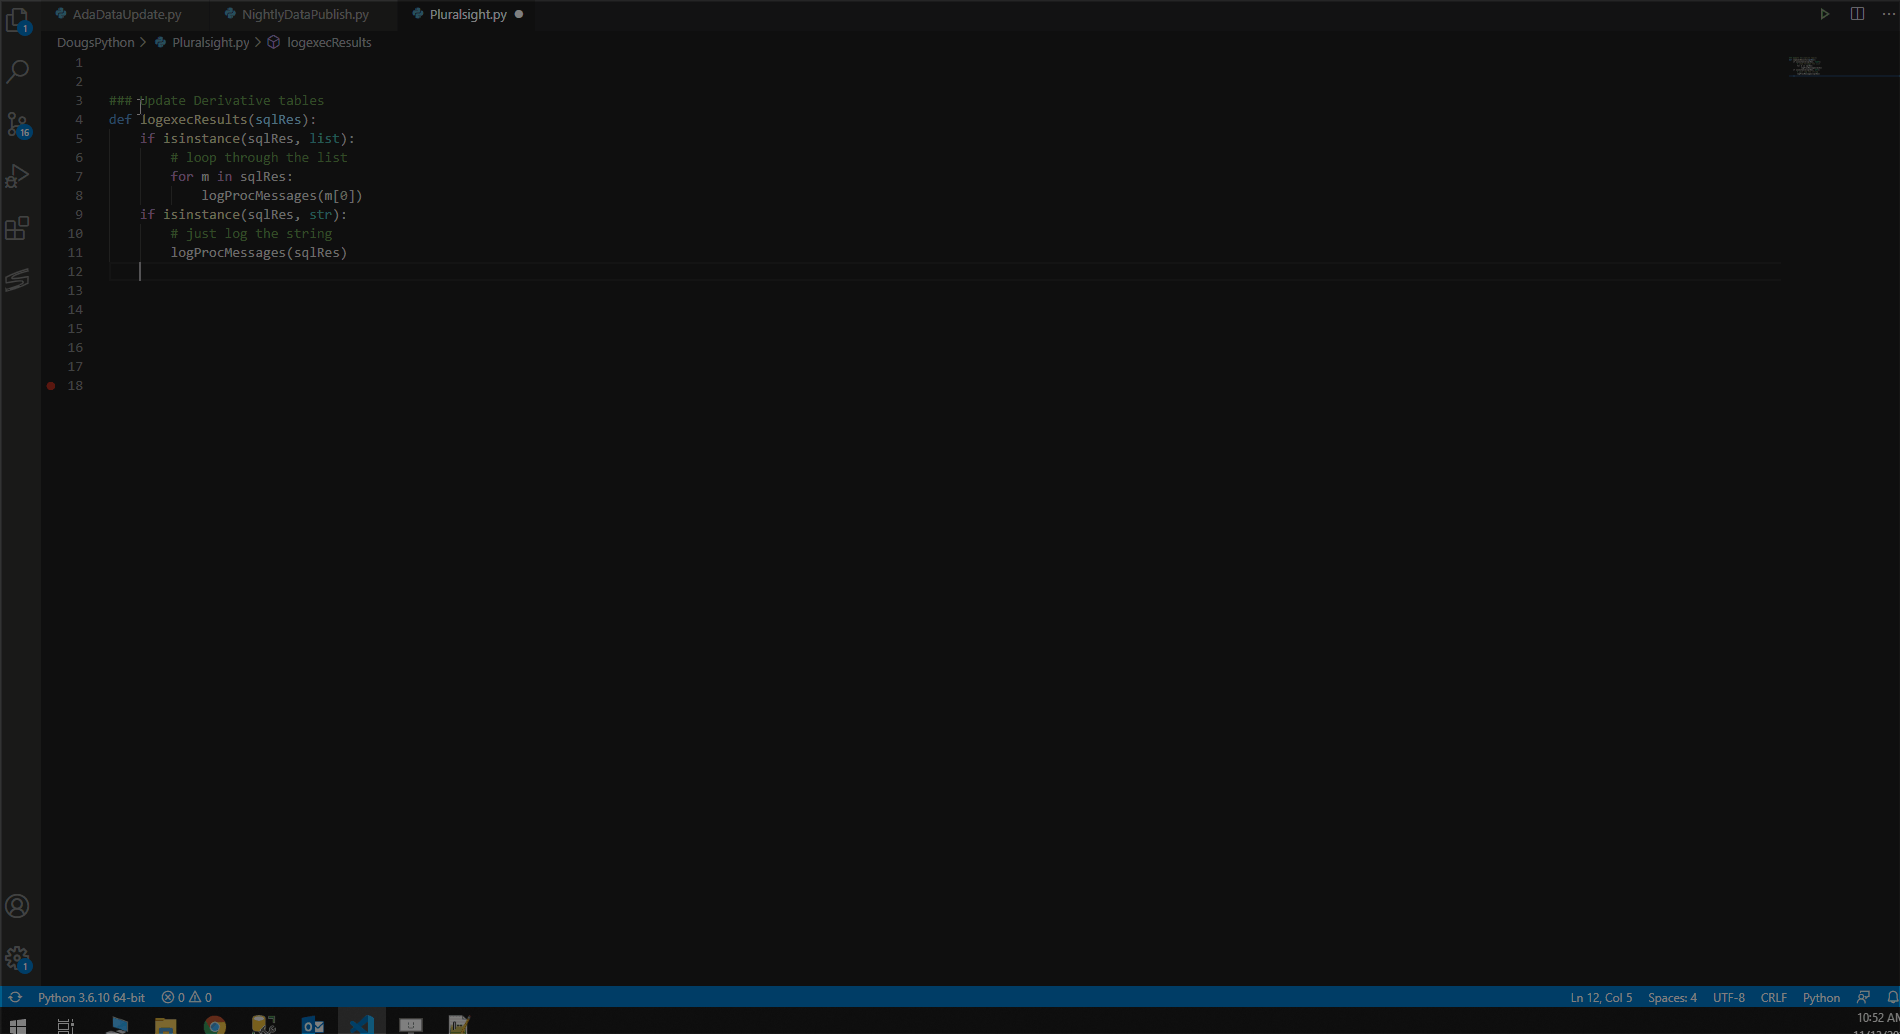 AdaDataUpdate.py NightlyDataPublish.py Pluralsight.py
DougsPython > Pluralsight.py > logexecResults
1
1
2
3 ### Update Derivative tables
4 def logexecResults(sqlRes):
5 if isinstance(sqlRes, list):
6 # loop through the list
7 for m in sqlRes:
8 logProcMessages(m[0])
9 if isinstance(sqlRes, str):
10 # just log the string
11 logProcMessages(sqlRes)
12
13
14
15
16
17
18
16
1
Python 3.6.10 64-bit 0 0 Ln 12, Col 5 Spaces: 4 UTF-8 CRLF Python
10:52 AM